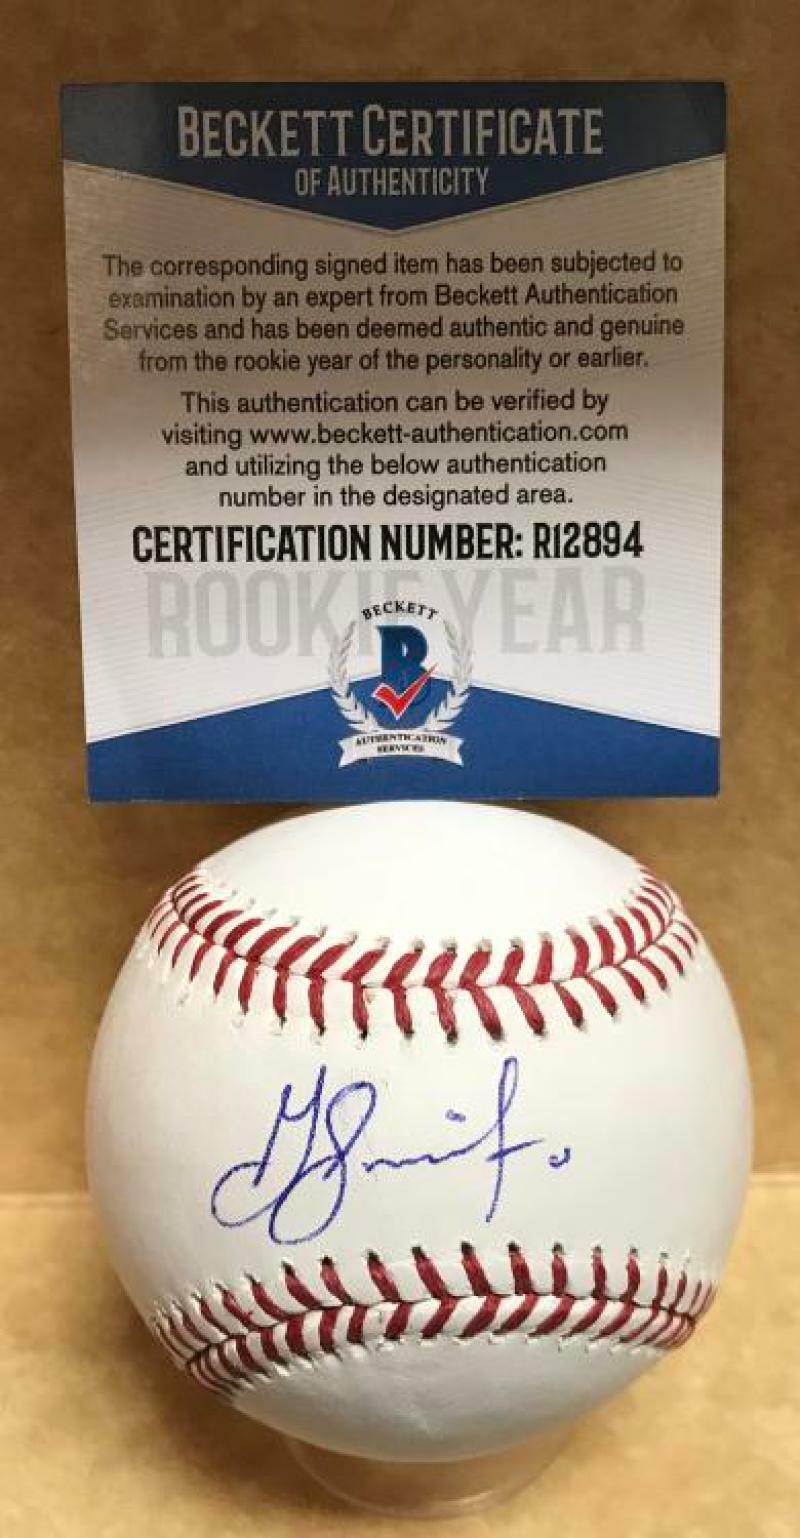 BECKETT CERTIFICATE
OF AUTHENTICITY
The corresponding signed item has been subjected to
examination by an expert from Beckett Authentication
Services and has been deemed authentic and genuine
from the rookie year of the personality or earlier.
This authentication can be verified by
visiting www.beckett-authentication.com
and utilizing the below authentication
number in the designated area.
CERTIFICATION NUMBER: R12894
ROOKIE YEAR
BECKETT
B
AUTHENTICATION
SERVICES